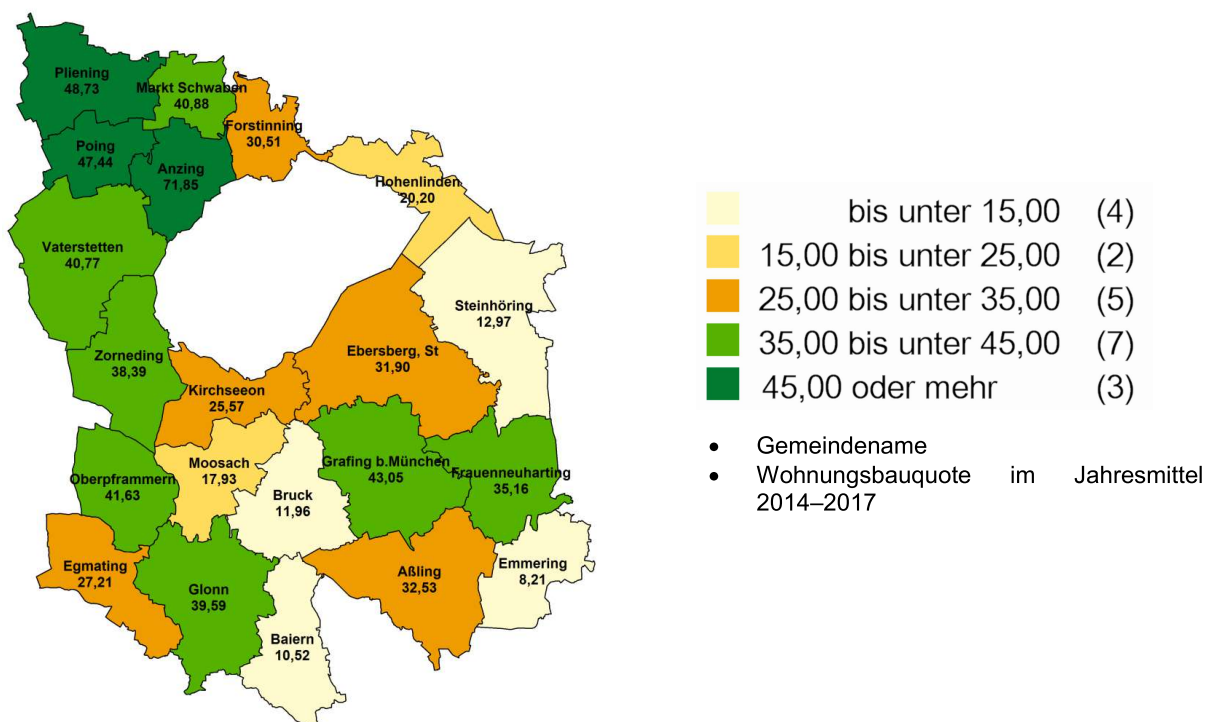 Pliening
48,73
Markt Schwaben
40,88
Forstinning
30,51
Poing
47,44
Anzing
71,85
Hohenlinden
20,20
Vaterstetten
40,77
Steinhöring
12,97
Zorneding
38,39
Ebersberg, St
31,90
Kirchseeon
25,57
Moosach
17,93
Grafing b.München
43,05
Frauenneuharting
35,16
Oberpframmern
41,63
Bruck
11,96
Egmating
27,21
Glonn
39,59
Aßling
32,53
Emmering
8,21
Baiern
10,52
bis unter 15,00 (4)
15,00 bis unter 25,00 (2)
25,00 bis unter 35,00 (5)
35,00 bis unter 45,00 (7)
45,00 oder mehr (3)
• Gemeindename
• Wohnungsbauquote im Jahresmittel
2014–2017